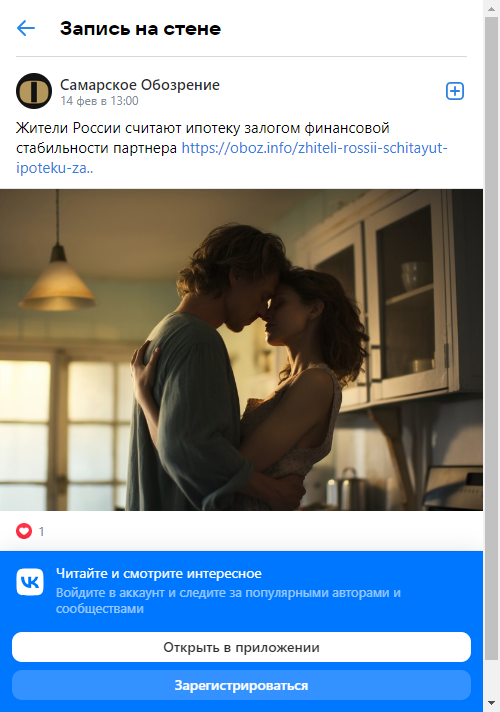 Запись на стене
Самарское Обозрение
14 фев в 13:00
Жители России считают ипотеку залогом финансовой
стабильности партнера https://oboz.info/zhiteli-rossii-schitayut-
ipoteku-za..
1
Читайте и смотрите интересное
Войдите в аккаунт и следите за популярными авторами и
сообществами
Открыть в приложении
Зарегистрироваться